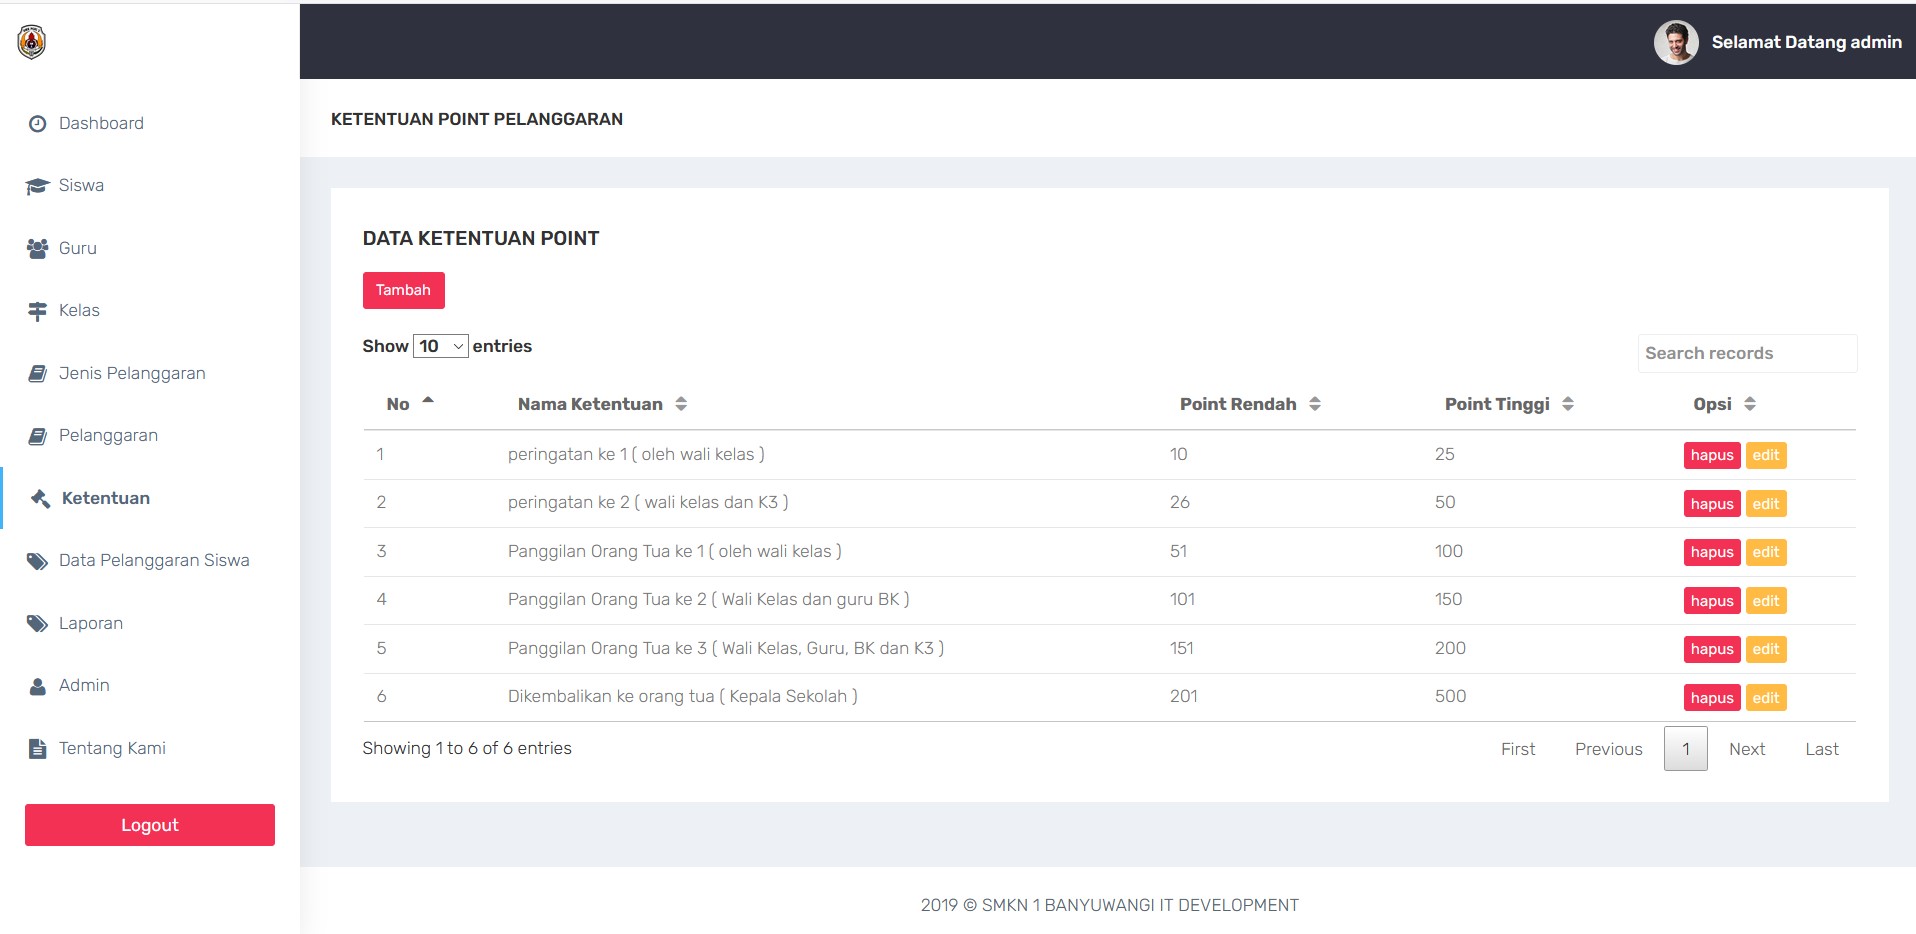 Selamat Datang admin
Dashboard
Siswa
Guru
Kelas
Jenis Pelanggaran
Pelanggaran
Ketentuan
Data Pelanggaran Siswa
Laporan
Admin
Tentang Kami
Logout
KETENTUAN POINT PELANGGARAN
DATA KETENTUAN POINT
Tambah
Show 10 entries
Search records
No Nama Ketentuan Point Rendah Point Tinggi Opsi
1 peringatan ke 1 ( oleh wali kelas ) 10 25 hapus edit
2 peringatan ke 2 ( wali kelas dan K3 ) 26 50 hapus edit
3 Panggilan Orang Tua ke 1 ( oleh wali kelas ) 51 100 hapus edit
4 Panggilan Orang Tua ke 2 ( Wali Kelas dan guru BK ) 101 150 hapus edit
5 Panggilan Orang Tua ke 3 ( Wali Kelas, Guru, BK dan K3 ) 151 200 hapus edit
6 Dikembalikan ke orang tua ( Kepala Sekolah ) 201 500 hapus edit
Showing 1 to 6 of 6 entries
First Previous 1 Next Last
2019 © SMKN 1 BANYUWANGI IT DEVELOPMENT